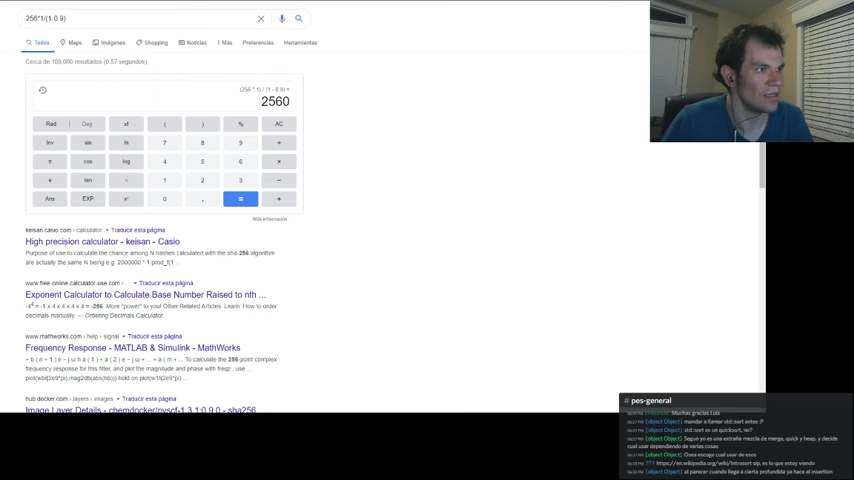 256*1/(1-0.9)
Todos Maps Imágenes Shopping Noticias Más Preferencias Herramientas
Cerca de 169,000 resultados (0.57 segundos)
(256 * 1) / (1 - 0.9) =
2560
Rad Deg x! ( ) % AC
Inv sin ln 7 8 9 ÷
π cos log 4 5 6 ×
e tan √ 1 2 3 −
Ans EXP 0 . = +
Más información
keisan.casio.com › calculator Traducir esta página
High precision calculator - keisan - Casio
Purpose of use to calculate the chance among N hashes calculated with the sha-256 algorithm
are actually the same N being e.g. 2000000 *
www.free-online-calculator-use.com › ... Traducir esta página
Exponent Calculator to Calculate Base Number Raised to nth ...
= -1 x 4 x 4 x 4 x 4 = -256. More "power" to you! Other Related Articles. Learn. How to order
decimals manually. — Ordering Decimals Calculator.
www.mathworks.com › help › signal Traducir esta página
Frequency Response - MATLAB & Simulink - MathWorks
To calculate the 256-point complex
frequency response for this filter, and plot the magnitude and phase with freqz , use
hub.docker.com › layers › images Traducir esta página
Image Layer Details - chemdocker/pyscf-1.3.1:0.9.0 - sha256
# pes-general
Muchas gracias Luis
[object Object] mandar a llamar std::sort antes :P
[object Object] std::sort es un quicksort, no?
[object Object] Segun yo es una extraña mezcla de merge, quick y heap, y decide
cual usar dependiendo de varias cosas
[object Object] Osea escoge cual usar de esos
??? https://en.wikipedia.org/wiki/Introsort sip, es lo que estoy viendo
[object Object] al parecer cuando llega a cierta profundida ya hace el insertion